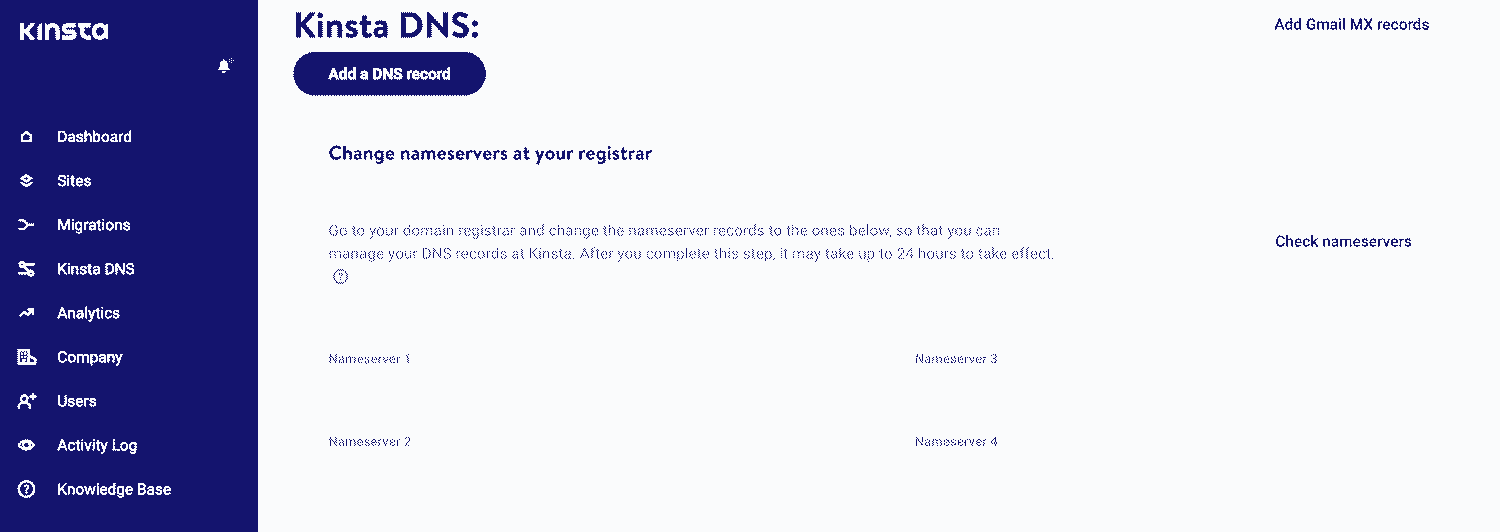 Kinsta
Dashboard
Sites
Migrations
Kinsta DNS
Analytics
Company
Users
Activity Log
Knowledge Base
Kinsta DNS:
Add Gmail MX records
Add a DNS record
Change nameservers at your registrar
Go to your domain registrar and change the nameserver records to the ones below, so that you can
manage your DNS records at Kinsta. After you complete this step, it may take up to 24 hours to take effect.
Check nameservers
Nameserver 1
Nameserver 3
Nameserver 2
Nameserver 4